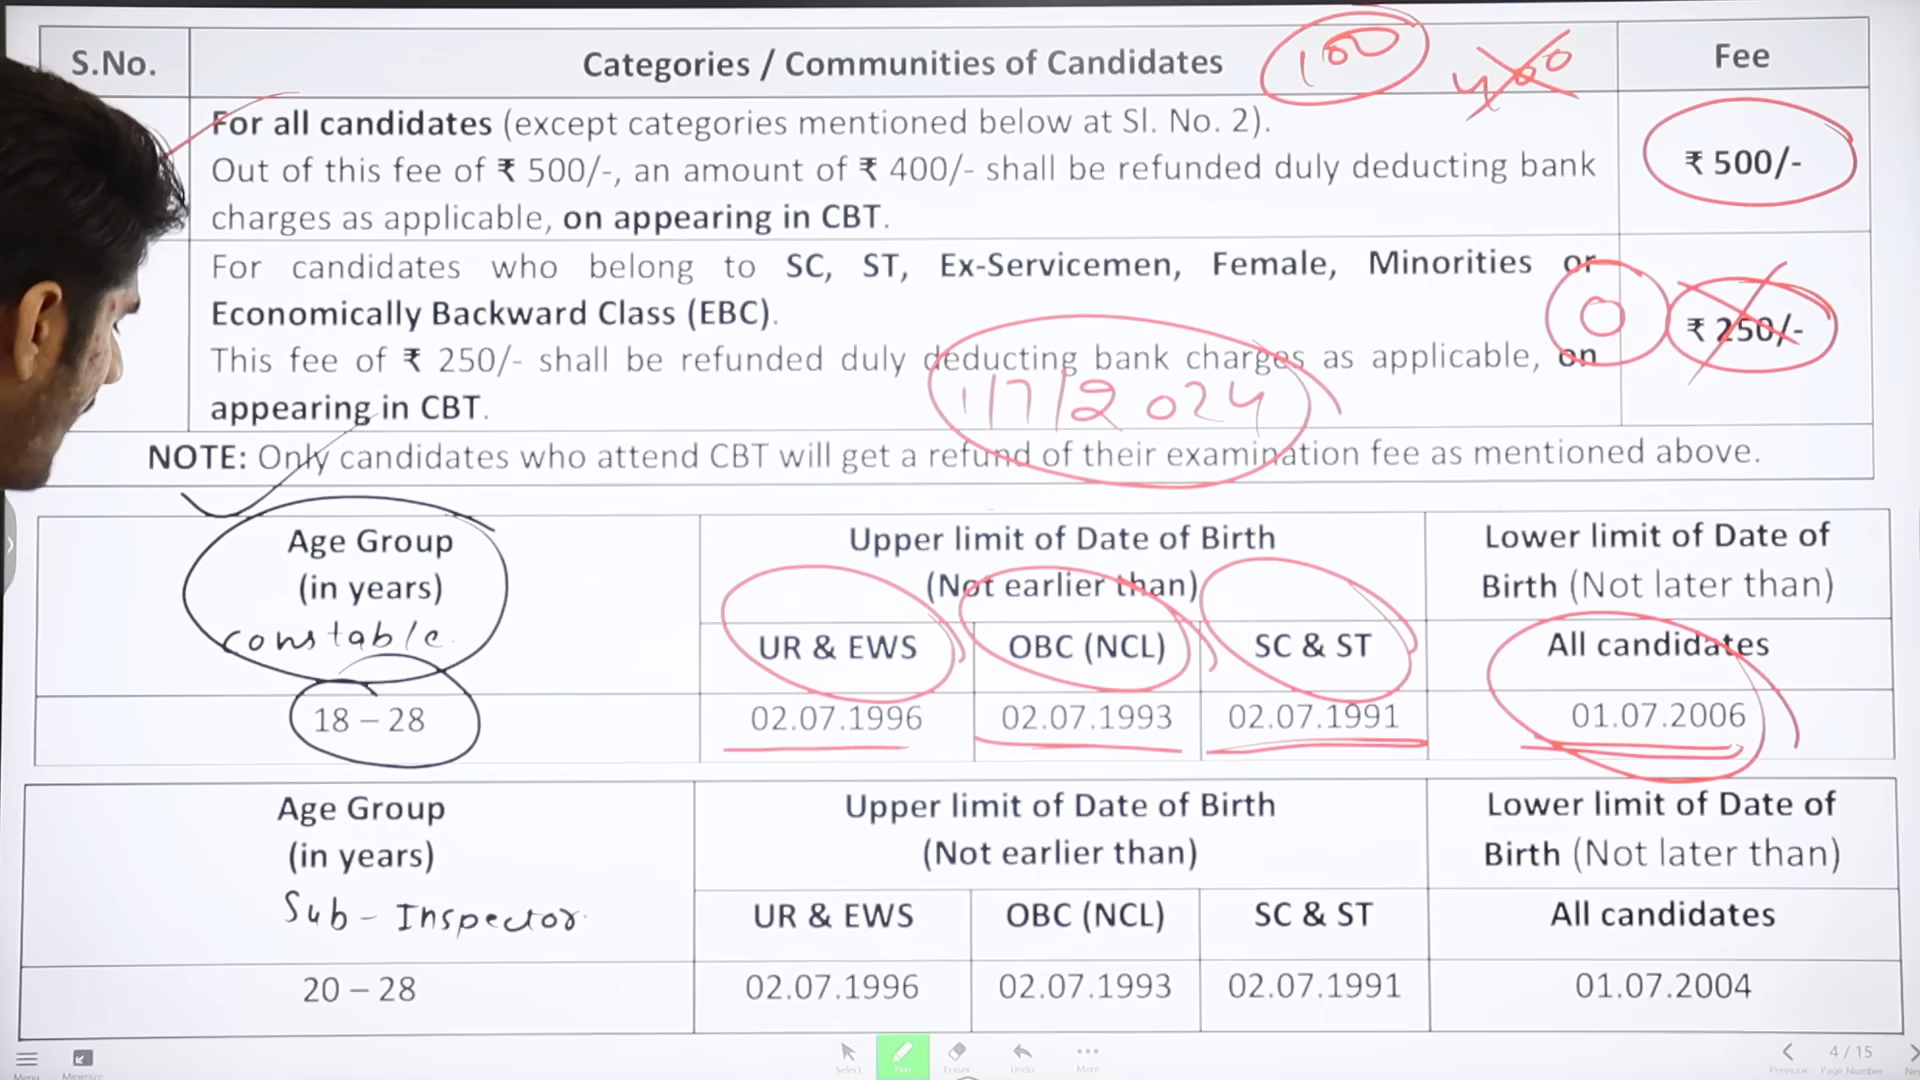 S.No. Categories / Communities of Candidates 100 400 Fee
For all candidates (except categories mentioned below at Sl. No. 2).
Out of this fee of ₹ 500/-, an amount of ₹ 400/- shall be refunded duly deducting bank
charges as applicable, on appearing in CBT.
₹ 500/-
For candidates who belong to SC, ST, Ex-Servicemen, Female, Minorities or
Economically Backward Class (EBC).
This fee of ₹ 250/- shall be refunded duly deducting bank charges as applicable, on
appearing in CBT.
0 ₹ 250/-
1/7/2024
NOTE: Only candidates who attend CBT will get a refund of their examination fee as mentioned above.
Age Group
(in years)
constable
Upper limit of Date of Birth
(Not earlier than)
Lower limit of Date of
Birth (Not later than)
UR & EWS OBC (NCL) SC & ST All candidates
18 – 28 02.07.1996 02.07.1993 02.07.1991 01.07.2006
Age Group
(in years)
Sub - Inspector
Upper limit of Date of Birth
(Not earlier than)
Lower limit of Date of
Birth (Not later than)
UR & EWS OBC (NCL) SC & ST All candidates
20 – 28 02.07.1996 02.07.1993 02.07.1991 01.07.2004
4 / 15
Menu Minimize Select Pen Eraser Undo More Previous Page Number